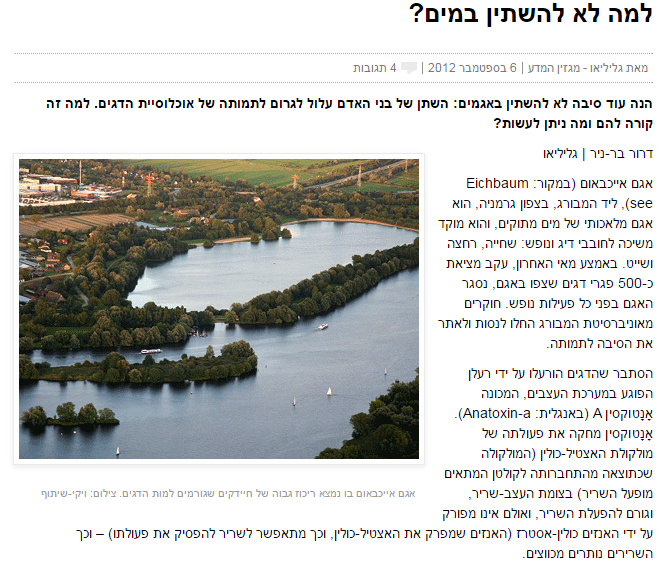 למה לא להשתין במים?
מאת גליליאו - מגזין המדע | 6 בספטמבר 2012 | 4 תגובות
הנה עוד סיבה לא להשתין באגמים: השתן של בני האדם עלול לגרום לתמותה של אוכלוסיית הדגים. למה זה
קורה להם ומה ניתן לעשות?
דרור בר-ניר | גליליאו
אגם אייכבאום (במקור: Eichbaum
see), ליד המבורג, בצפון גרמניה, הוא
אגם מלאכותי של מים מתוקים, והוא מוקד
משיכה לחובבי דיג ונופש: שחייה, רחצה
ושייט. באמצע מאי האחרון, עקב מציאת
כ-500 פגרי דגים שצפו באגם, נסגר
האגם בפני כל פעילות נופש. חוקרים
מאוניברסיטת המבורג החלו לנסות ולאתר
את הסיבה לתמותה.
הסתבר שהדגים הורעלו על ידי רעלן
הפוגע במערכת העצבים, המכונה
אָנָטוקסין A (באנגלית: Anatoxin-a).
אָנָטוקסין מחקה את פעולתה של
מולקולת האצטיל-כולין (המולקולה
שכתוצאה מהתחברותה לקולטן המתאים
מופעל השריר) בצומת העצב-שריר,
וגורם להפעלת השריר, ואולם אינו מפורק
על ידי האנזים כולין-אסטרז (האנזים שמפרק את האצטיל-כולין, וכך מתאפשר לשריר להפסיק את פעולתו) – וכך
השרירים נותרים מכווצים.
אגם אייכבאום בו נמצא ריכוז גבוה של חיידקים שגורמים למות הדגים. צילום: ויקי-שיתוף